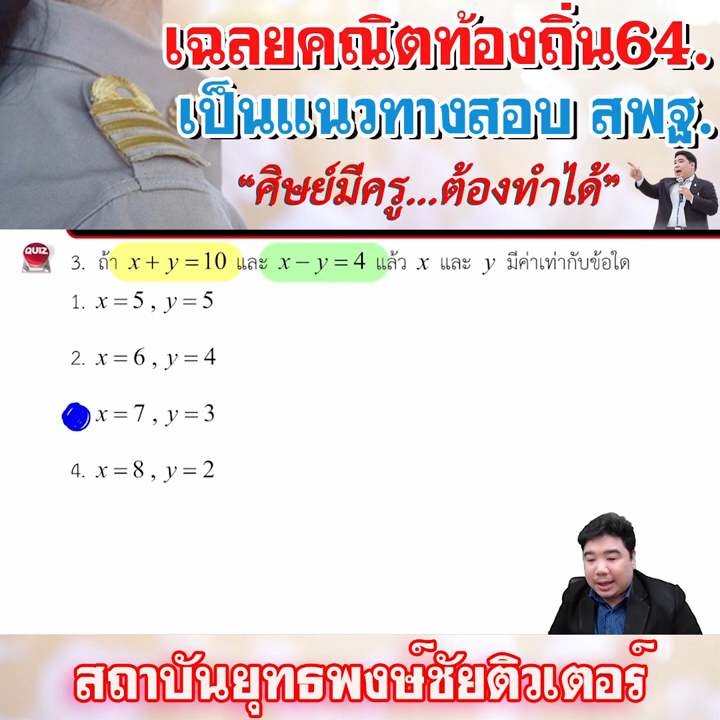 เฉลยคณิตท้องถิ่น64.
เป็นแนวทางสอบ สพฐ.
“ศิษย์มีครู...ต้องทำได้”
QUIZ
3. ถ้า x + y = 10 และ x − y = 4 แล้ว x และ y มีค่าเท่ากับข้อใด
1. x = 5 , y = 5
2. x = 6 , y = 4
x = 7 , y = 3
4. x = 8 , y = 2
สถาบันยุทธพงษ์ชัยติวเตอร์